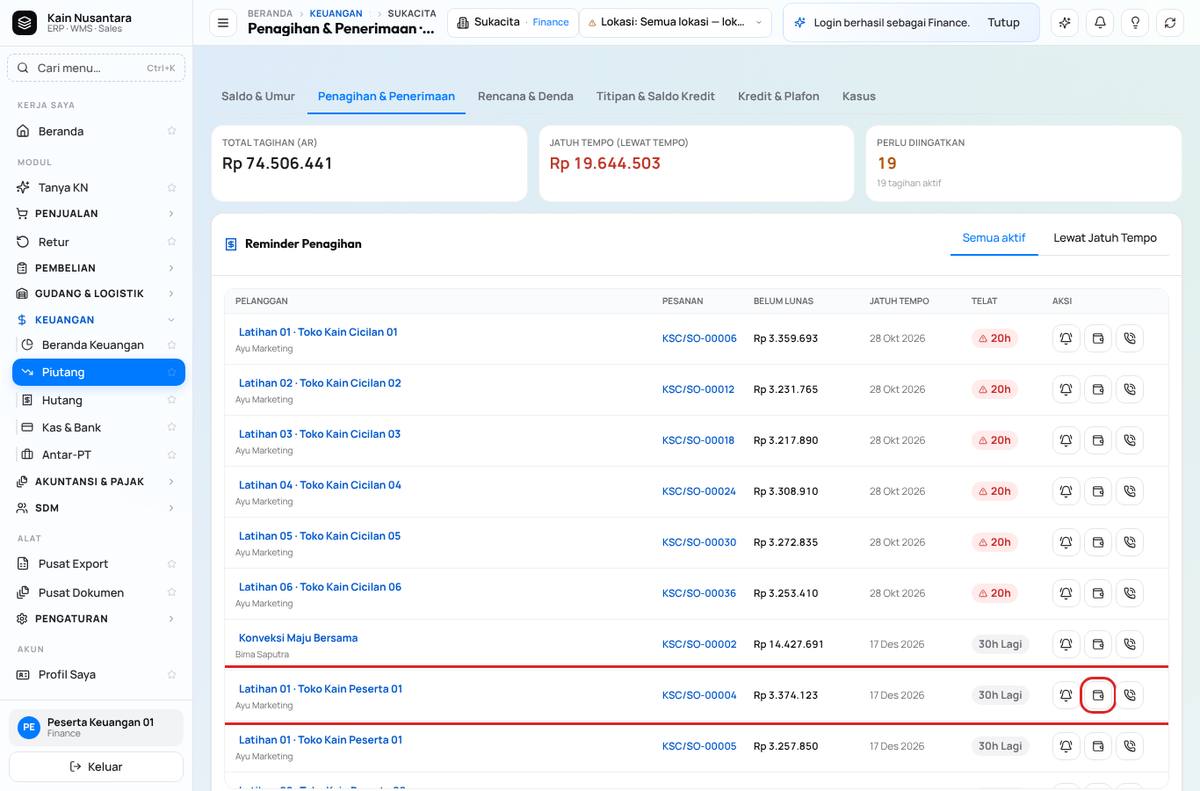 Kain Nusantara
ERP · WMS · Sales
Cari menu...
Ctrl+K
KERJA SAYA
Beranda
MODUL
Tanya KN
PENJUALAN
Retur
PEMBELIAN
GUDANG & LOGISTIK
KEUANGAN
Beranda Keuangan
Piutang
Hutang
Kas & Bank
Antar-PT
AKUNTANSI & PAJAK
SDM
ALAT
Pusat Export
Pusat Dokumen
PENGATURAN
AKUN
Profil Saya
PE
Peserta Keuangan 01
Finance
Keluar
BERANDA › KEUANGAN › SUKACITA
Penagihan & Penerimaan ·...
Sukacita · Finance
Lokasi: Semua lokasi — lok...
Login berhasil sebagai Finance.
Tutup
Saldo & Umur
Penagihan & Penerimaan
Rencana & Denda
Titipan & Saldo Kredit
Kredit & Plafon
Kasus
TOTAL TAGIHAN (AR)
Rp 74.506.441
JATUH TEMPO (LEWAT TEMPO)
Rp 19.644.503
PERLU DIINGATKAN
19
19 tagihan aktif
Reminder Penagihan
Semua aktif
Lewat Jatuh Tempo
PELANGGAN PESANAN BELUM LUNAS JATUH TEMPO TELAT AKSI
Latihan 01 · Toko Kain Cicilan 01
Ayu Marketing
KSC/SO-00006 Rp 3.359.693 28 Okt 2026 20h
Latihan 02 · Toko Kain Cicilan 02
Ayu Marketing
KSC/SO-00012 Rp 3.231.765 28 Okt 2026 20h
Latihan 03 · Toko Kain Cicilan 03
Ayu Marketing
KSC/SO-00018 Rp 3.217.890 28 Okt 2026 20h
Latihan 04 · Toko Kain Cicilan 04
Ayu Marketing
KSC/SO-00024 Rp 3.308.910 28 Okt 2026 20h
Latihan 05 · Toko Kain Cicilan 05
Ayu Marketing
KSC/SO-00030 Rp 3.272.835 28 Okt 2026 20h
Latihan 06 · Toko Kain Cicilan 06
Ayu Marketing
KSC/SO-00036 Rp 3.253.410 28 Okt 2026 20h
Konveksi Maju Bersama
Bima Saputra
KSC/SO-00002 Rp 14.427.691 17 Des 2026 30h Lagi
Latihan 01 · Toko Kain Peserta 01
Ayu Marketing
KSC/SO-00004 Rp 3.374.123 17 Des 2026 30h Lagi
Latihan 01 · Toko Kain Peserta 01
Ayu Marketing
KSC/SO-00005 Rp 3.257.850 17 Des 2026 30h Lagi